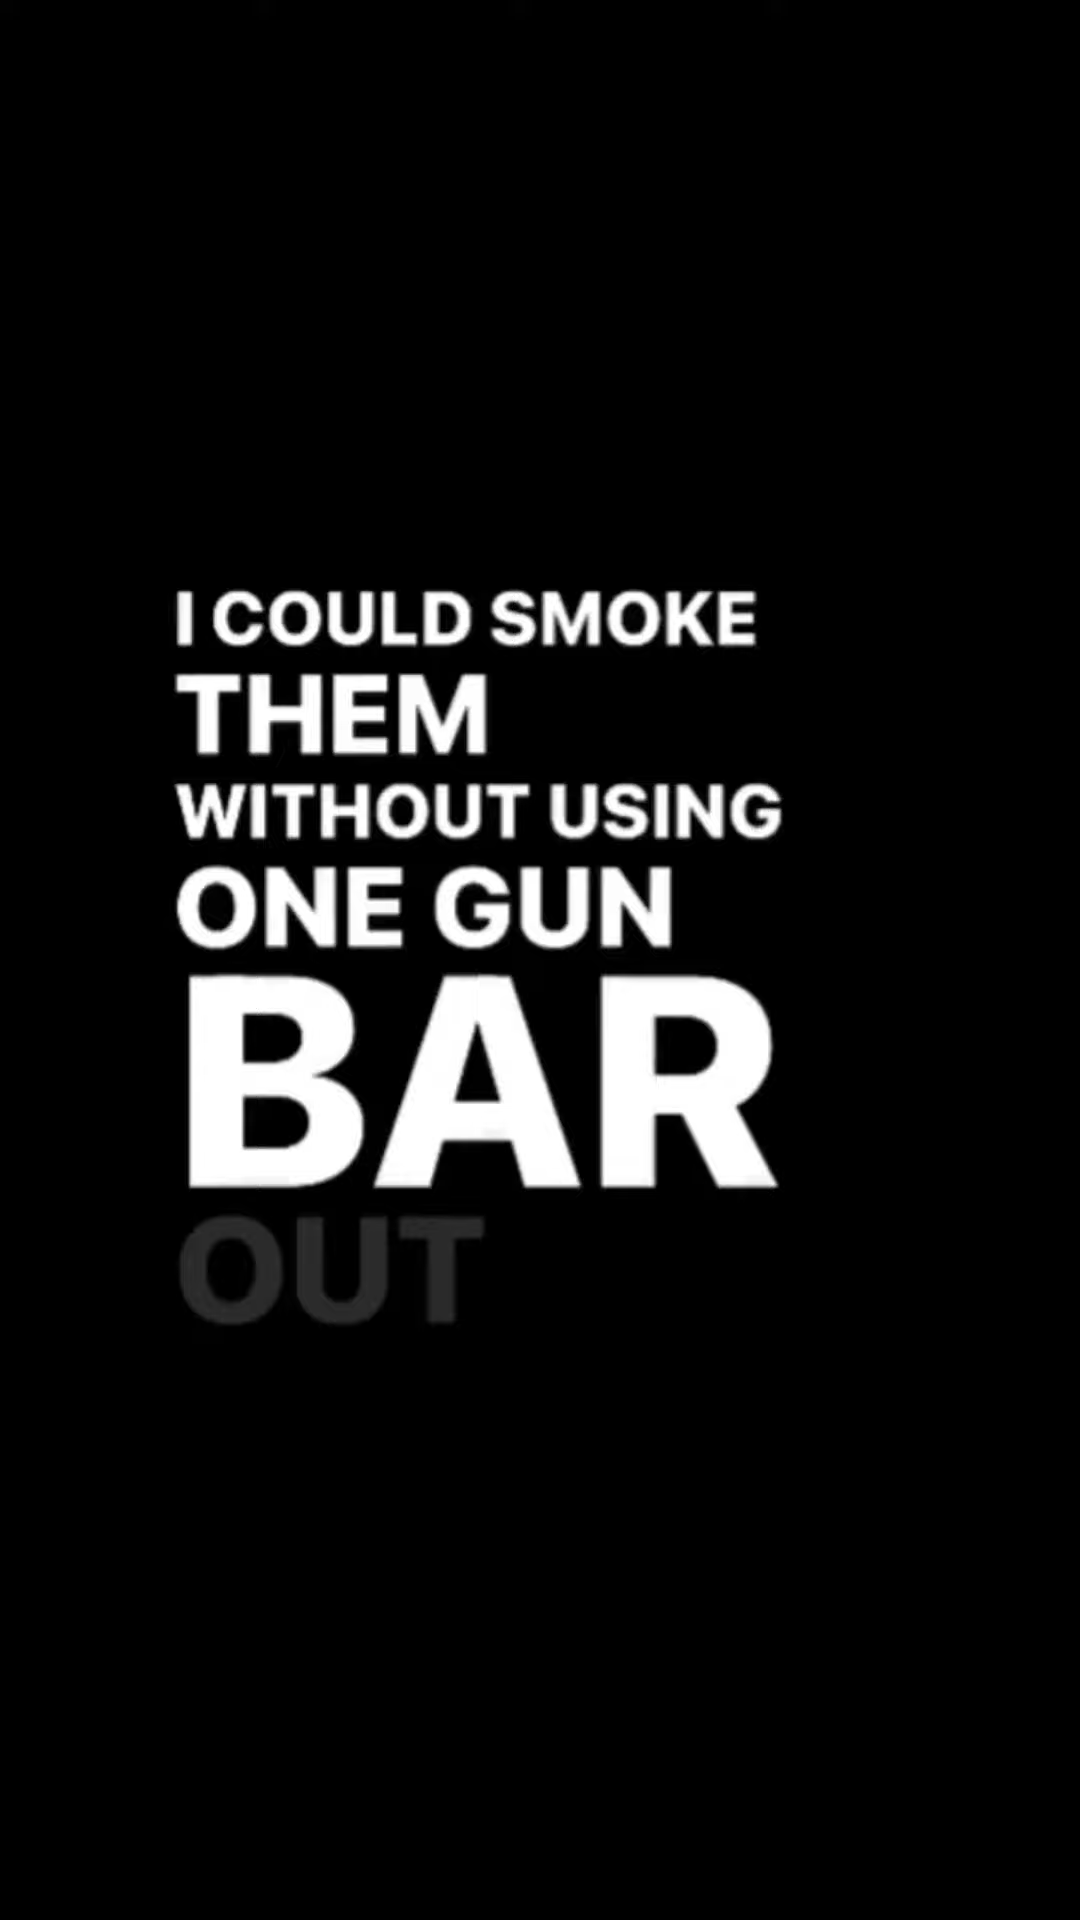 I COULD SMOKE
THEM
WITHOUT USING
ONE GUN
BAR
OUT